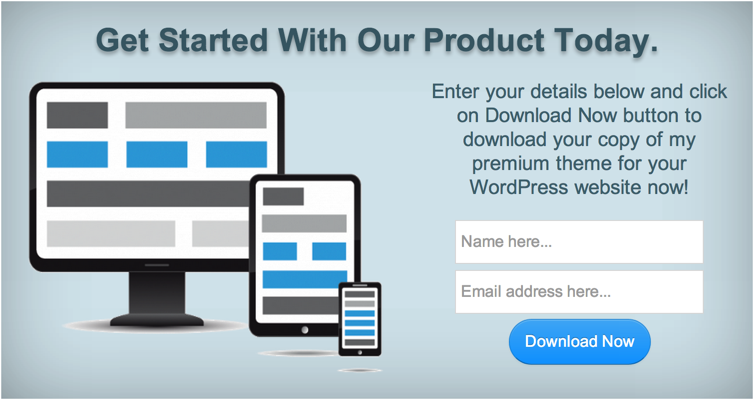 Get Started With Our Product Today.
Enter your details below and click
on Download Now button to
download your copy of my
premium theme for your
WordPress website now!
Name here...
Email address here...
Download Now